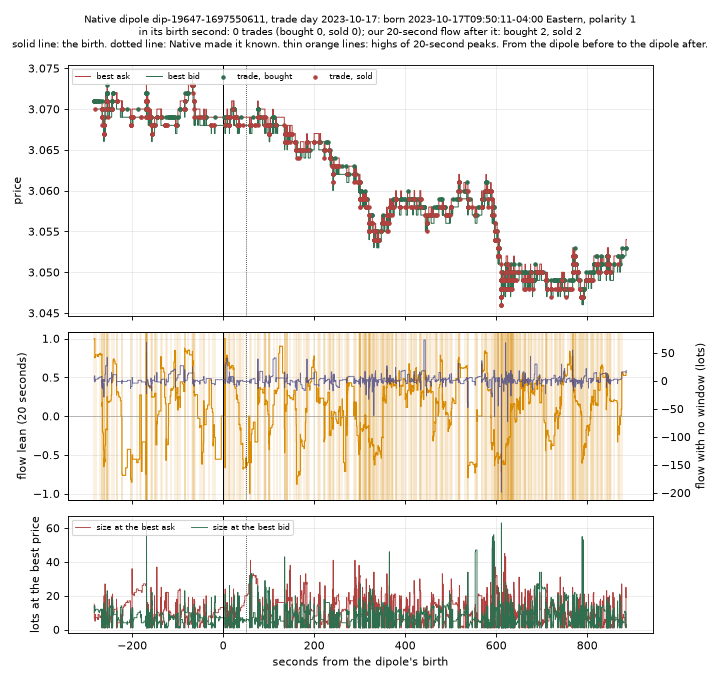 Native dipole dip-19647-1697550611, trade day 2023-10-17: born 2023-10-17T09:50:11-04:00 Eastern, polarity 1
in its birth second: 0 trades (bought 0, sold 0); our 20-second flow after it: bought 2, sold 2
solid line: the birth. dotted line: Native made it known. thin orange lines: highs of 20-second peaks. From the dipole before to the dipole after.
best ask
best bid
trade, bought
trade, sold
price
3.075
3.070
3.065
3.060
3.055
3.050
3.045
flow lean (20 seconds)
1.0
0.5
0.0
−0.5
−1.0
50
0
−50
−100
−150
−200
flow with no window (lots)
size at the best ask
size at the best bid
lots at the best price
60
40
20
0
−200
0
200
400
600
800
seconds from the dipole's birth